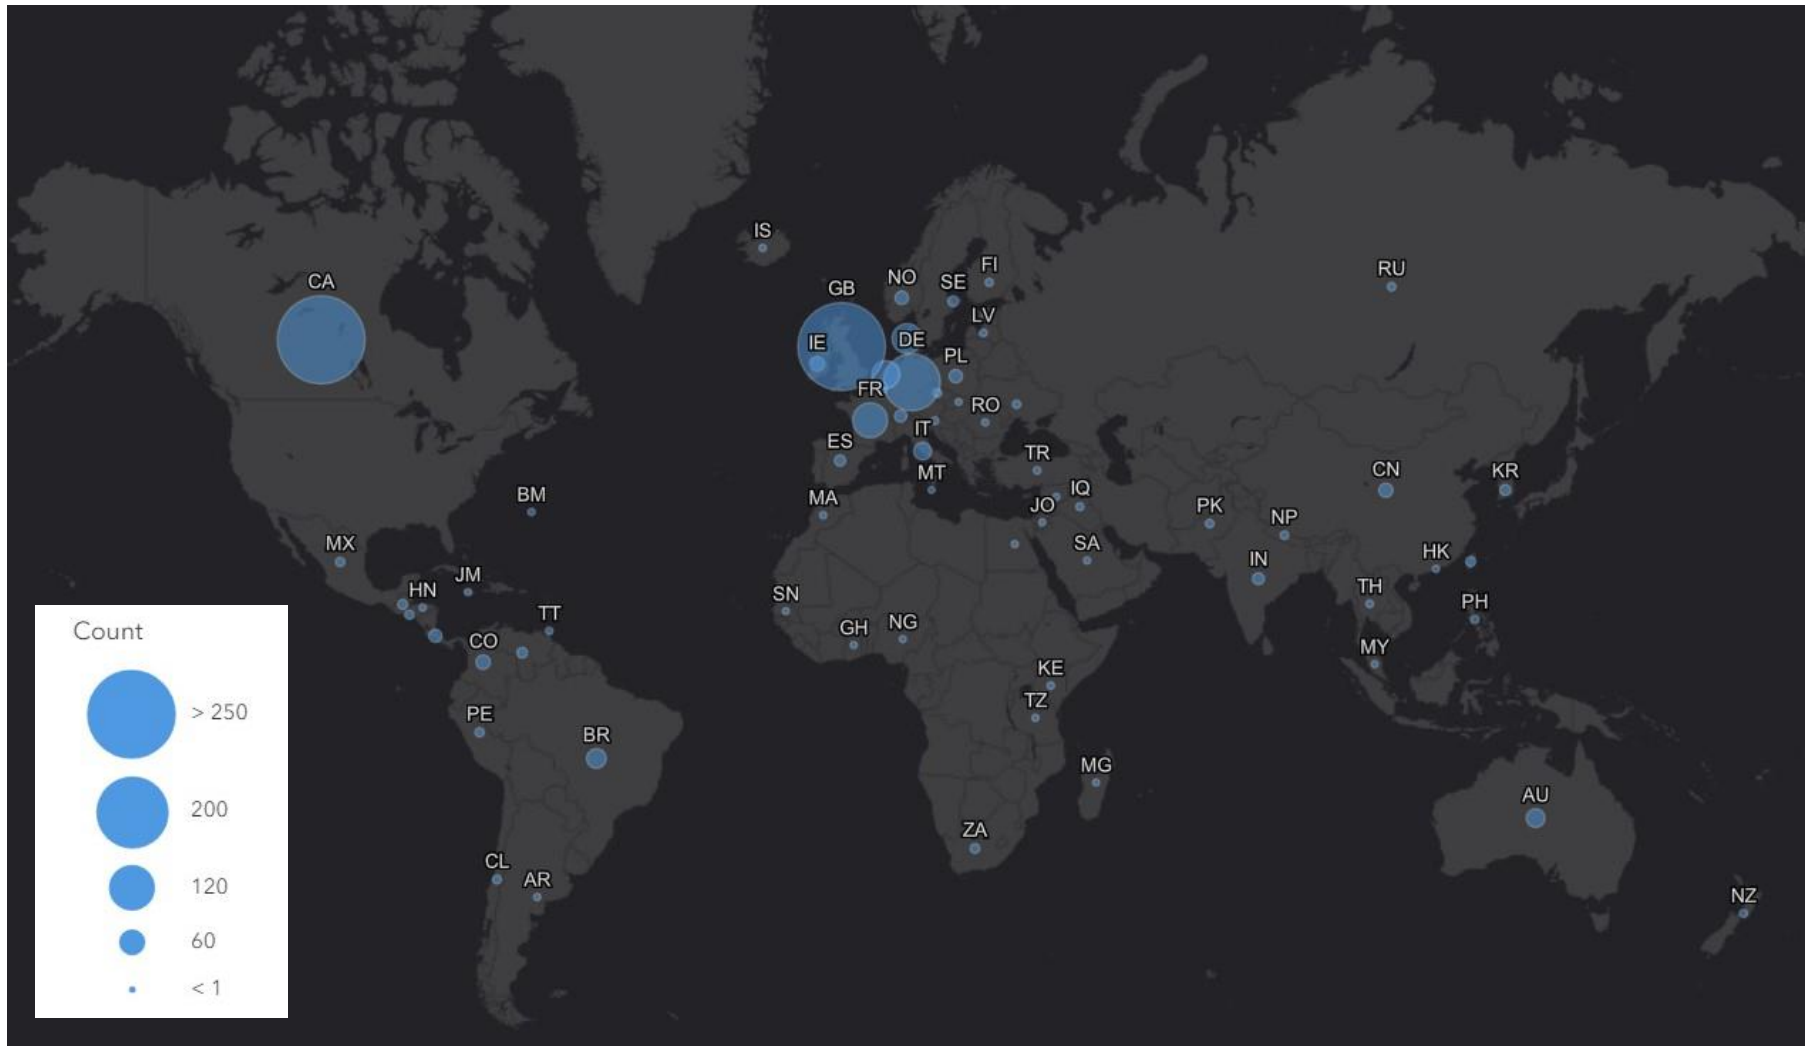 IS
CA
GB
NO
SE
FI
RU
IE
DE
LV
FR
PL
RO
IT
ES
MT
TR
CN
KR
BM
MA
JO
IQ
PK
NP
MX
SA
IN
HK
HN
JM
SN
TH
PH
TT
GH
NG
CO
MY
KE
TZ
PE
BR
MG
AU
ZA
CL
AR
NZ
Count
> 250
200
120
60
< 1